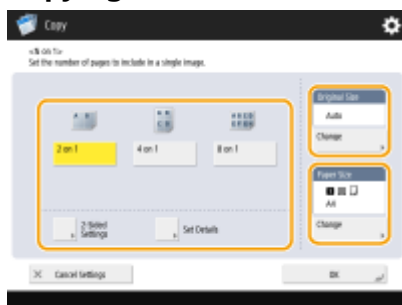 Copy
<N on 1>
Set the number of pages to include in a single image.
2 on 1
4 on 1
8 on 1
2-Sided
Settings
Set Details
Original Size
Auto
Change
Paper Size
A4
Change
Cancel Settings
OK